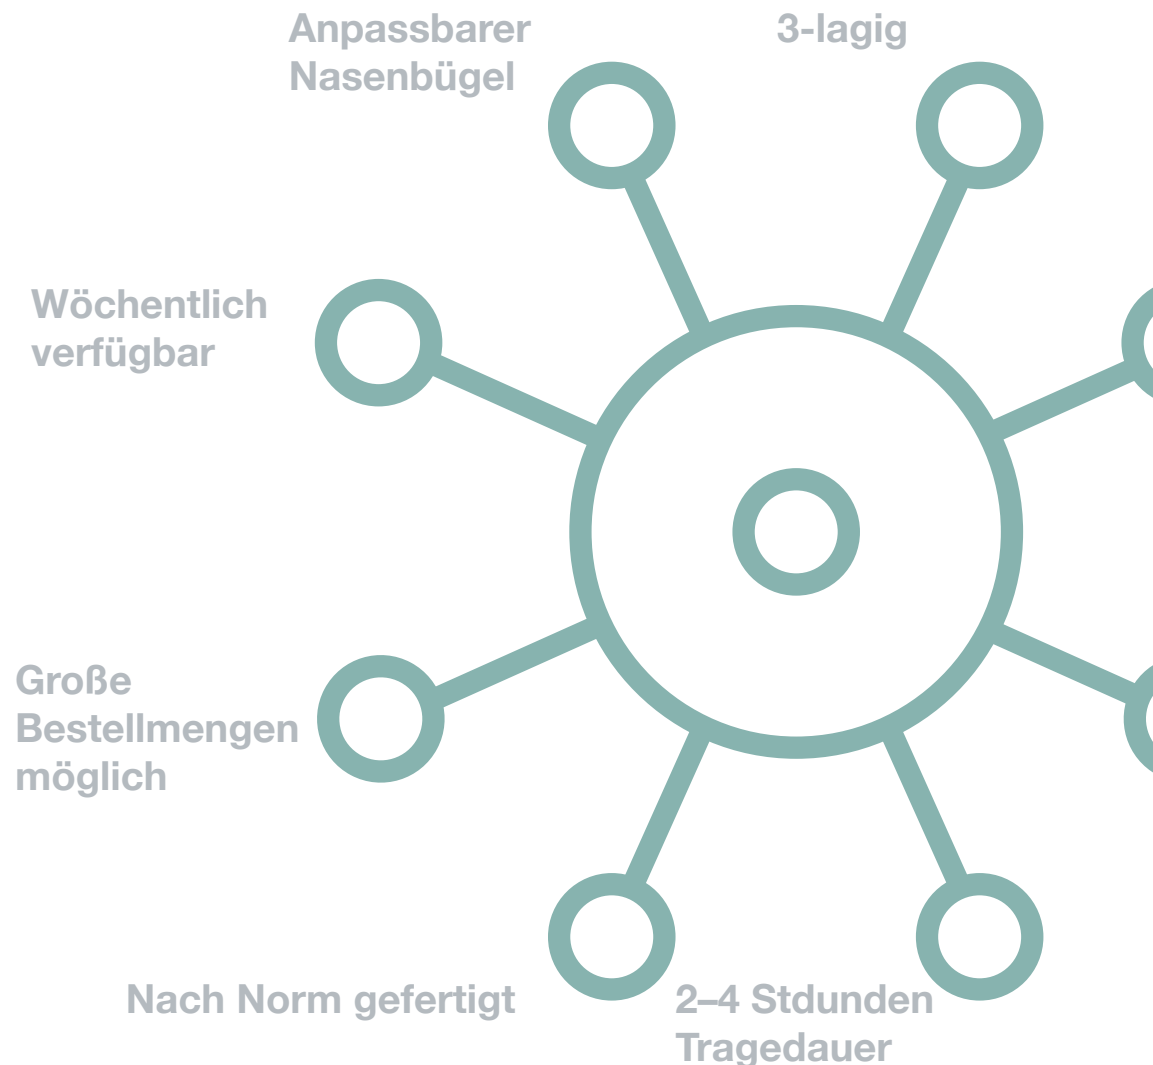 Anpassbarer
Nasenbügel
3-lagig
Wöchentlich
verfügbar
Große
Bestellmengen
möglich
Nach Norm gefertigt
2–4 Stdunden
Tragedauer